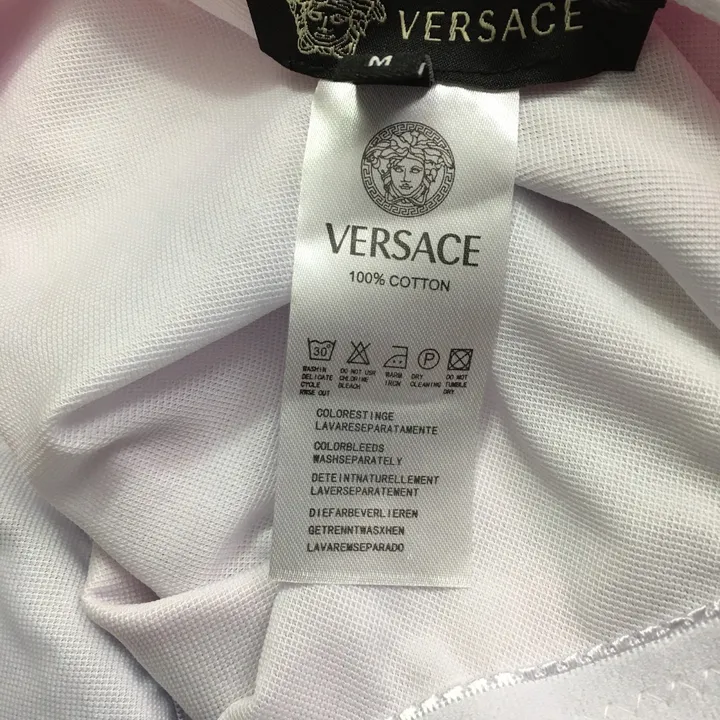 VERSACE
M
VERSACE
100% COTTON
30°
WASHIN DELICATE CYCLE RINSE OUT
DO NOT USE CHLORINE BLEACH
WARM IRON
P
DRY CLEANING
DO NOT TUMBLE DRY
COLORESTINGE
LAVARESEPARATAMENTE
COLORBLEEDS
WASHSEPARATELY
DETEINTNATURELLEMENT
LAVERSEPARATEMENT
DIEFARBEVERLIEREN
GETRENNTWASXHEN
LAVAREMSEPARADO